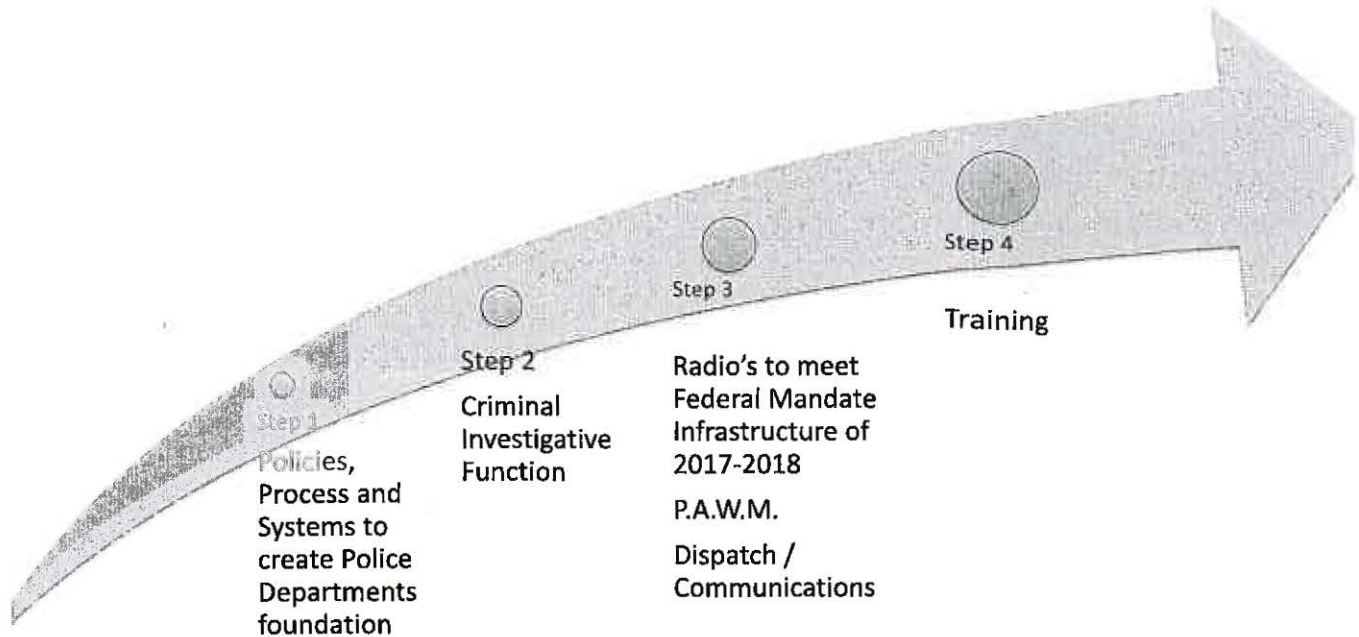 Step 1
Policies,
Process and
Systems to
create Police
Departments
foundation
Step 2
Criminal
Investigative
Function
Step 3
Radio's to meet
Federal Mandate
Infrastructure of
2017-2018
P.A.W.M.
Dispatch /
Communications
Step 4
Training